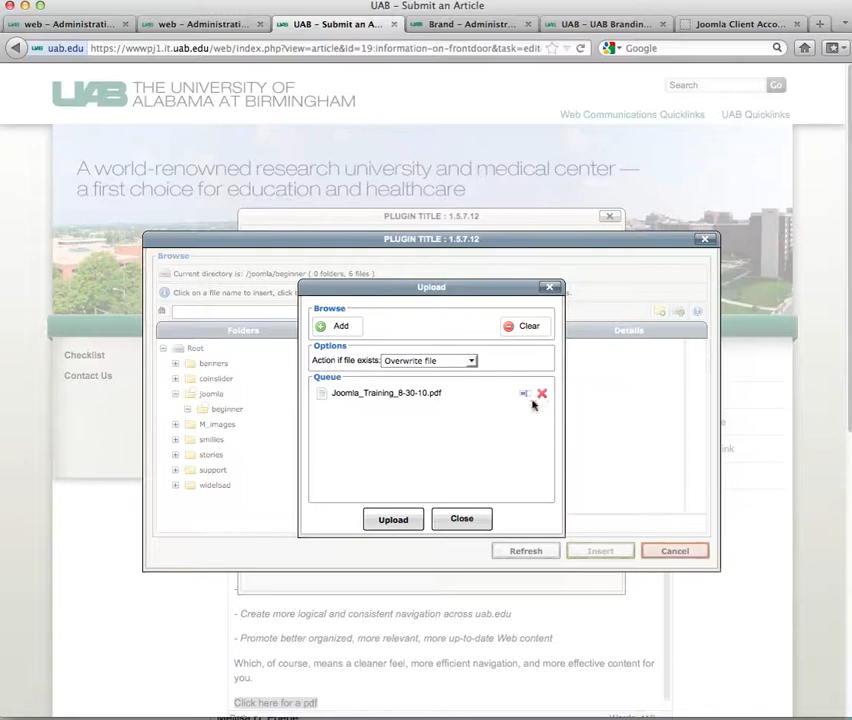 UAB - Submit an Article
web - Administrati...
web - Administrati...
UAB - Submit an A...
Brand - Administr...
UAB - UAB Brandin...
Joomla Client Acco...
uab.edu
https://wwwpj1.it.uab.edu/web/index.php?view=article&id=19:information-on-frontdoor&task=edit
Google
UAB
THE UNIVERSITY OF
ALABAMA AT BIRMINGHAM
Search
Go
Web Communications Quicklinks
UAB Quicklinks
A world-renowned research university and medical center —
a first choice for education and healthcare
PLUGIN TITLE : 1.5.7.12
PLUGIN TITLE : 1.5.7.12
Browse
Current directory is: /joomla/beginner ( 0 folders, 6 files )
Click on a file name to insert, click
Folders
Details
Root
banners
coinslider
joomla
beginner
M_images
smilies
stories
support
wideload
Checklist
Contact Us
Upload
Browse
Add
Clear
Options
Action if file exists:
Overwrite file
Queue
Joomla_Training_8-30-10.pdf
Upload
Close
Refresh
Insert
Cancel
- Create more logical and consistent navigation across uab.edu
- Promote better organized, more relevant, more up-to-date Web content
Which, of course, means a cleaner feel, more efficient navigation, and more effective content for
you.
Click here for a pdf